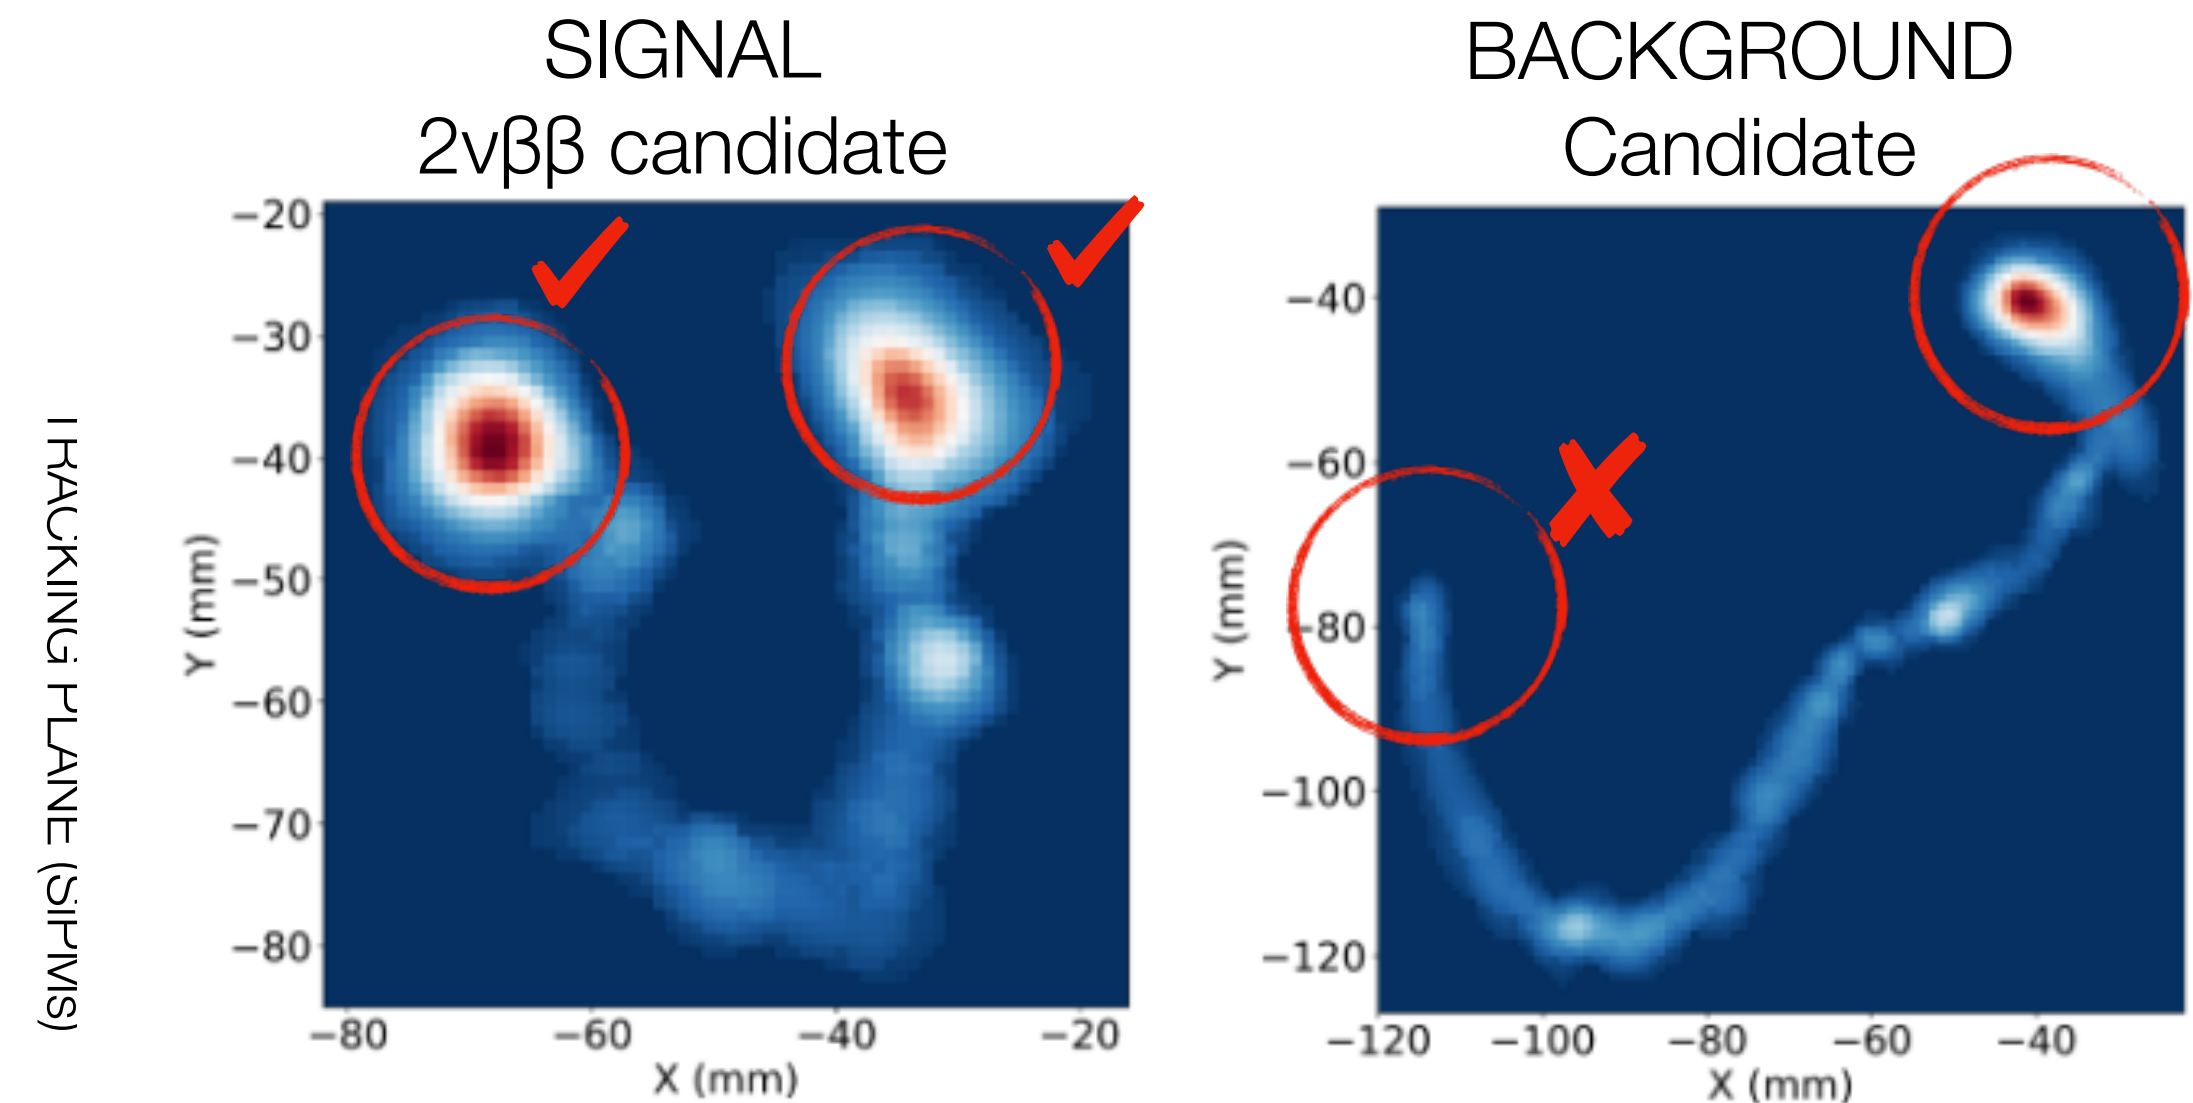 SIGNAL
2νββ candidate
BACKGROUND
Candidate
TRACKING PLANE (SiPMs)
Y (mm)
−20
−30
−40
−50
−60
−70
−80
−80 −60 −40 −20
X (mm)
Y (mm)
−40
−60
−80
−100
−120
−120 −100 −80 −60 −40
X (mm)